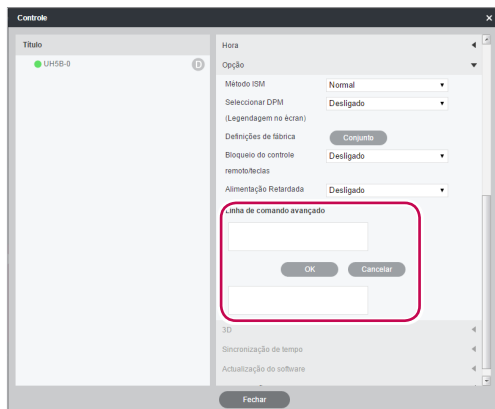 Controle
×
Título
UH5B-0
D
Hora
Opção
Método ISM
Normal
Seleccionar DPM
Desligado
(Legendagem no ècran)
Definições de fábrica
Conjunto
Bloqueio do controle
Desligado
remoto/teclas
Alimentação Retardada
Desligado
Linha de comando avançado
OK
Cancelar
3D
Sincronização de tempo
Actualização do software
Fechar